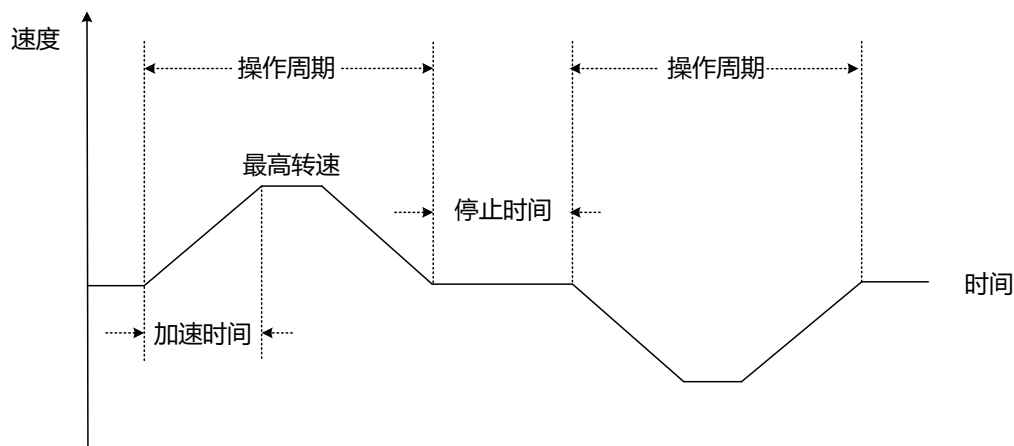 速度
操作周期
操作周期
最高转速
停止时间
时间
加速时间